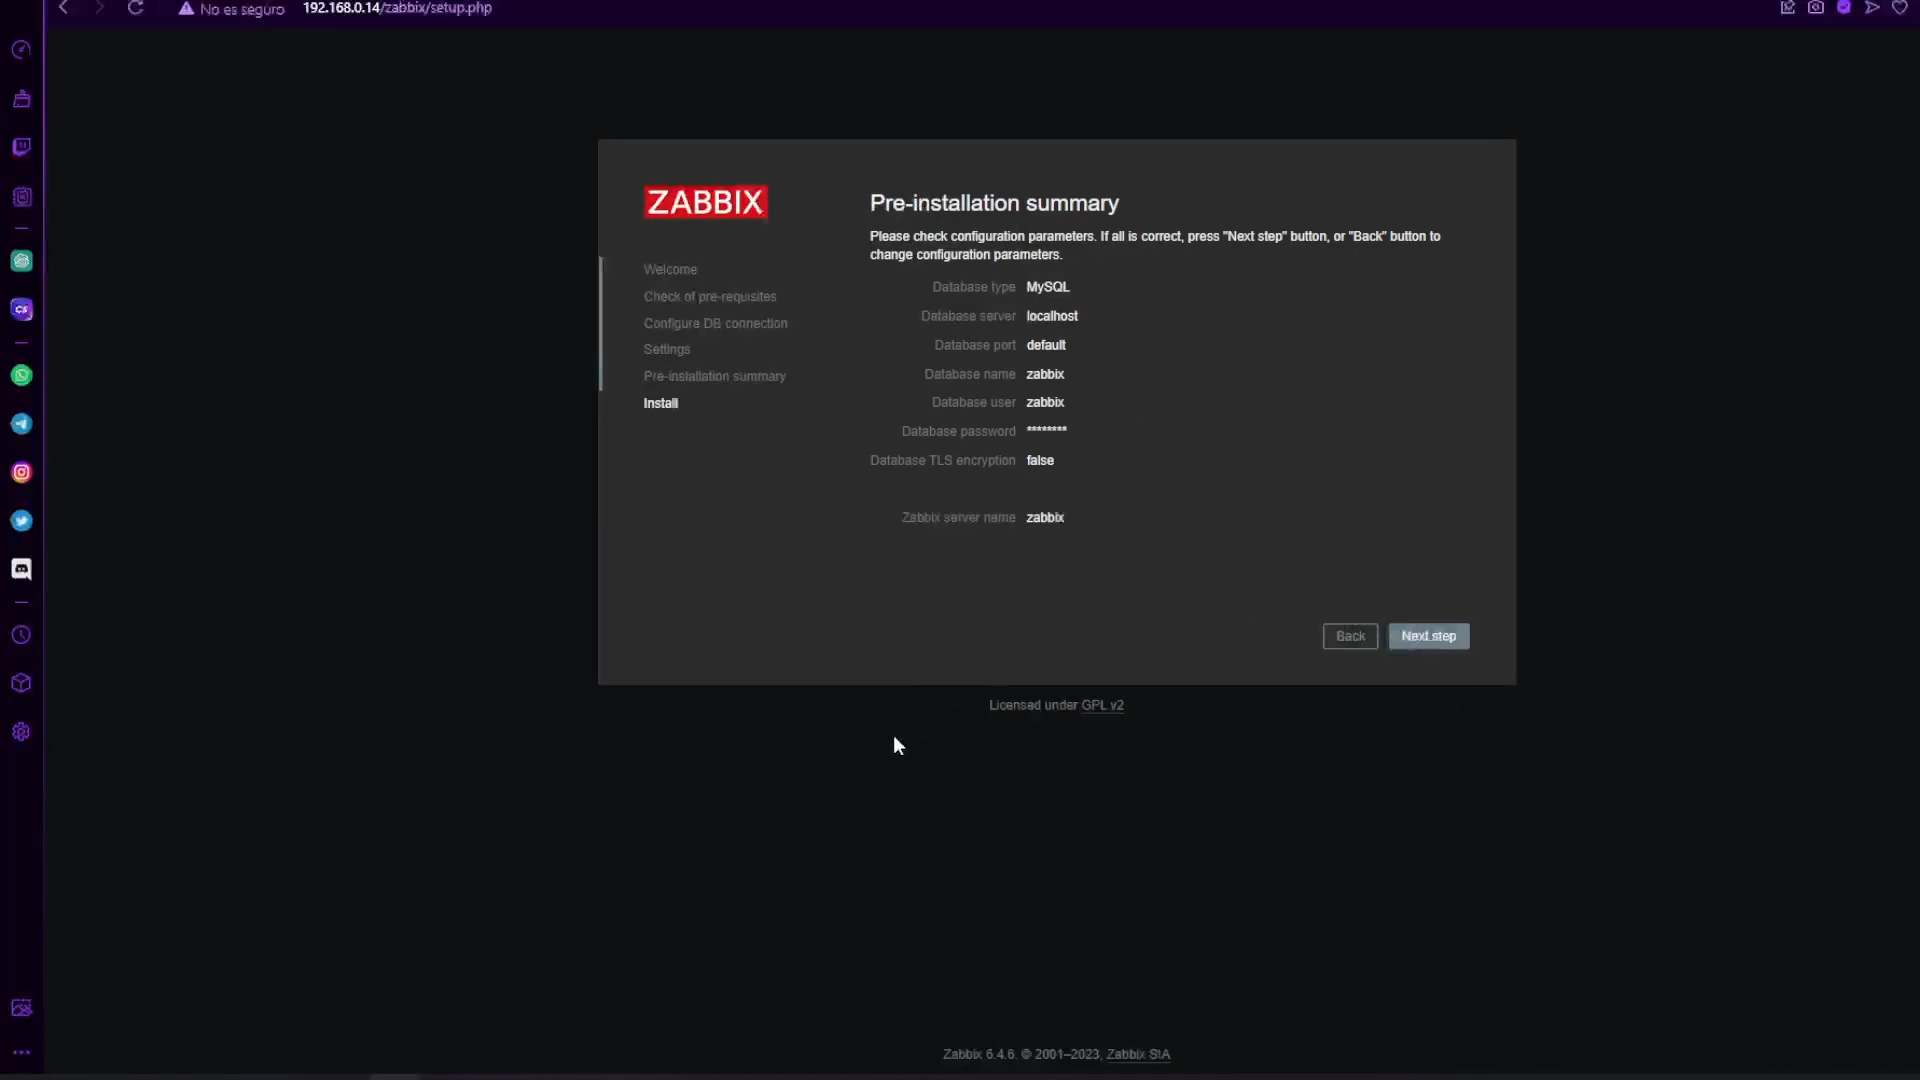 No es seguro 192.168.0.14/zabbix/setup.php
ZABBIX
Welcome
Check of pre-requisites
Configure DB connection
Settings
Pre-installation summary
Install
Pre-installation summary
Please check configuration parameters. If all is correct, press "Next step" button, or "Back" button to
change configuration parameters.
Database type MySQL
Database server localhost
Database port default
Database name zabbix
Database user zabbix
Database password ********
Database TLS encryption false
Zabbix server name zabbix
Back Next step
Licensed under GPL v2
Zabbix 6.4.6. © 2001–2023, Zabbix SIA